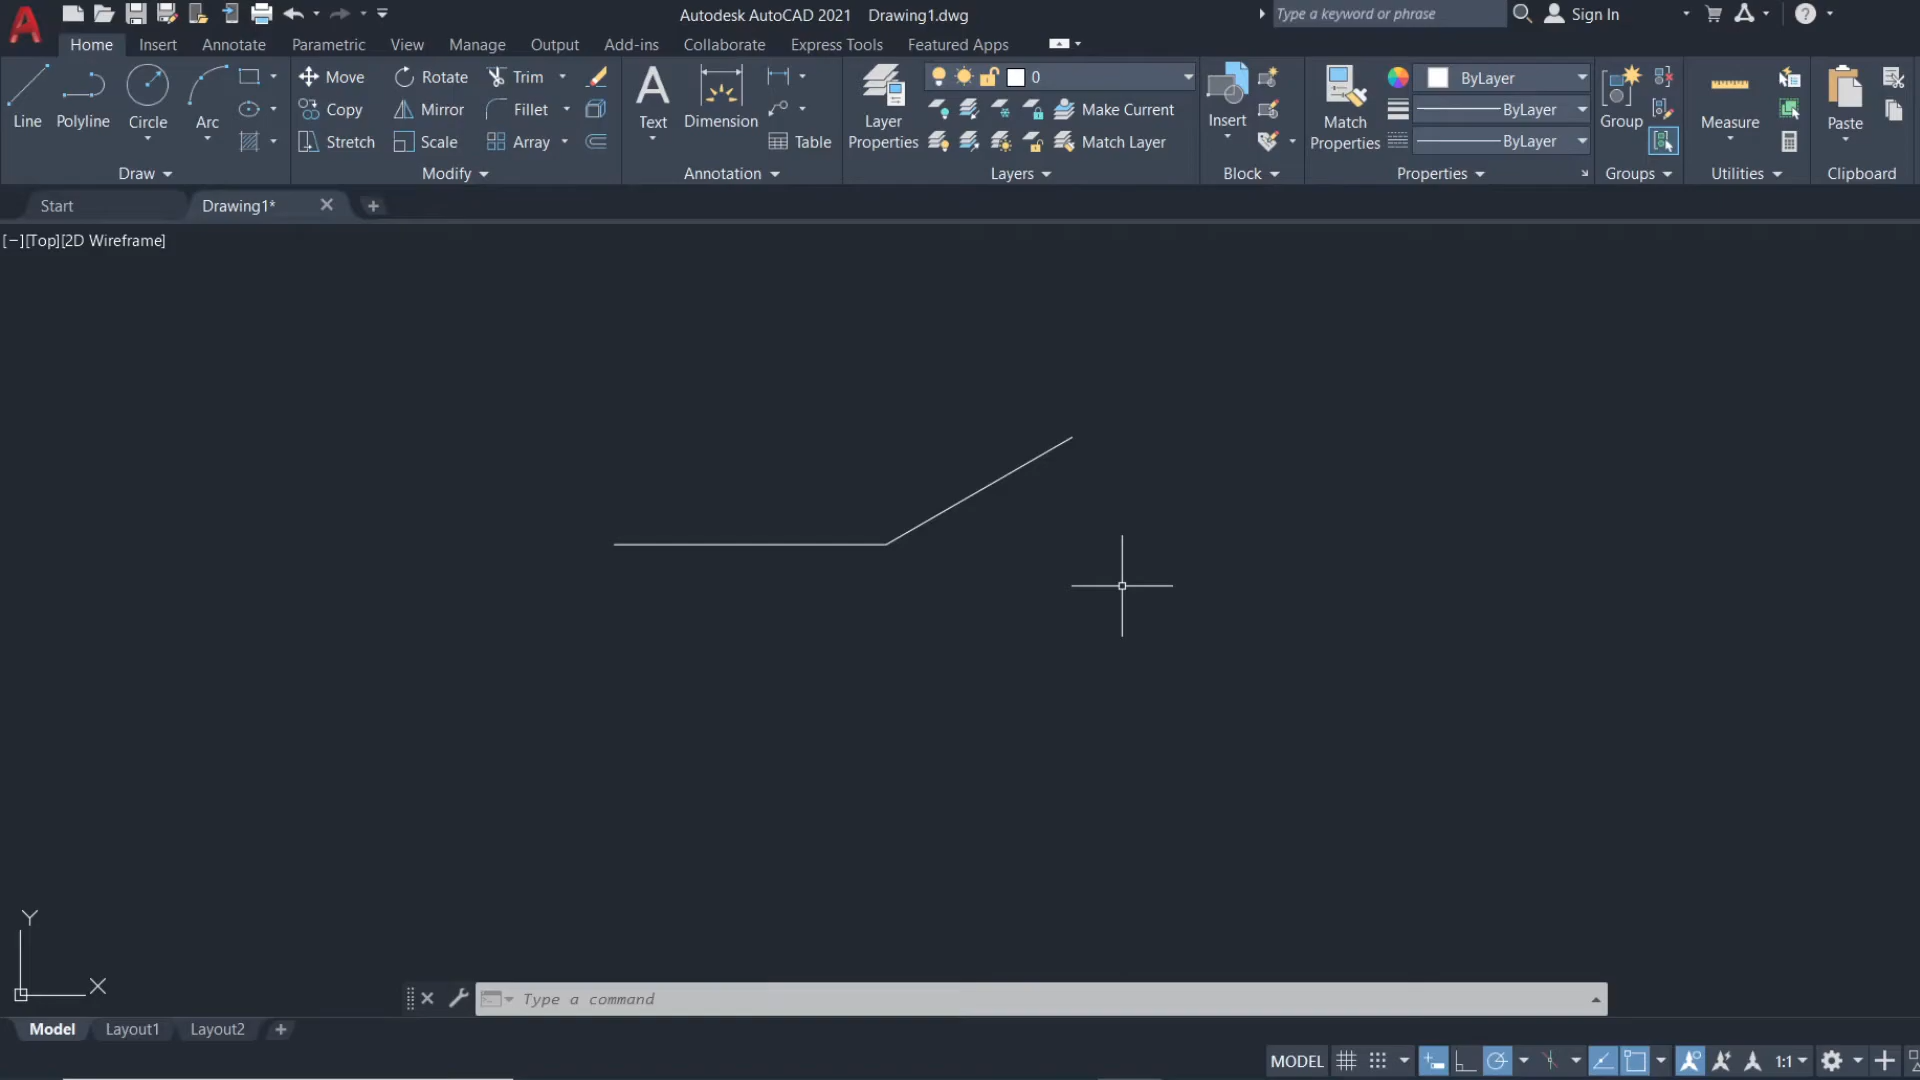 Autodesk AutoCAD 2021 Drawing1.dwg
Type a keyword or phrase
Sign In
Home Insert Annotate Parametric View Manage Output Add-ins Collaborate Express Tools Featured Apps
Line
Polyline
Circle
Arc
Draw
Move
Rotate
Trim
Copy
Mirror
Fillet
Stretch
Scale
Array
Modify
Text
Dimension
Table
Annotation
Layer
Properties
0
Make Current
Match Layer
Layers
Insert
Block
Match
Properties
ByLayer
ByLayer
ByLayer
Properties
Group
Groups
Measure
Utilities
Paste
Clipboard
Start
Drawing1*
[−][Top][2D Wireframe]
Y
X
Type a command
Model Layout1 Layout2
MODEL
1:1